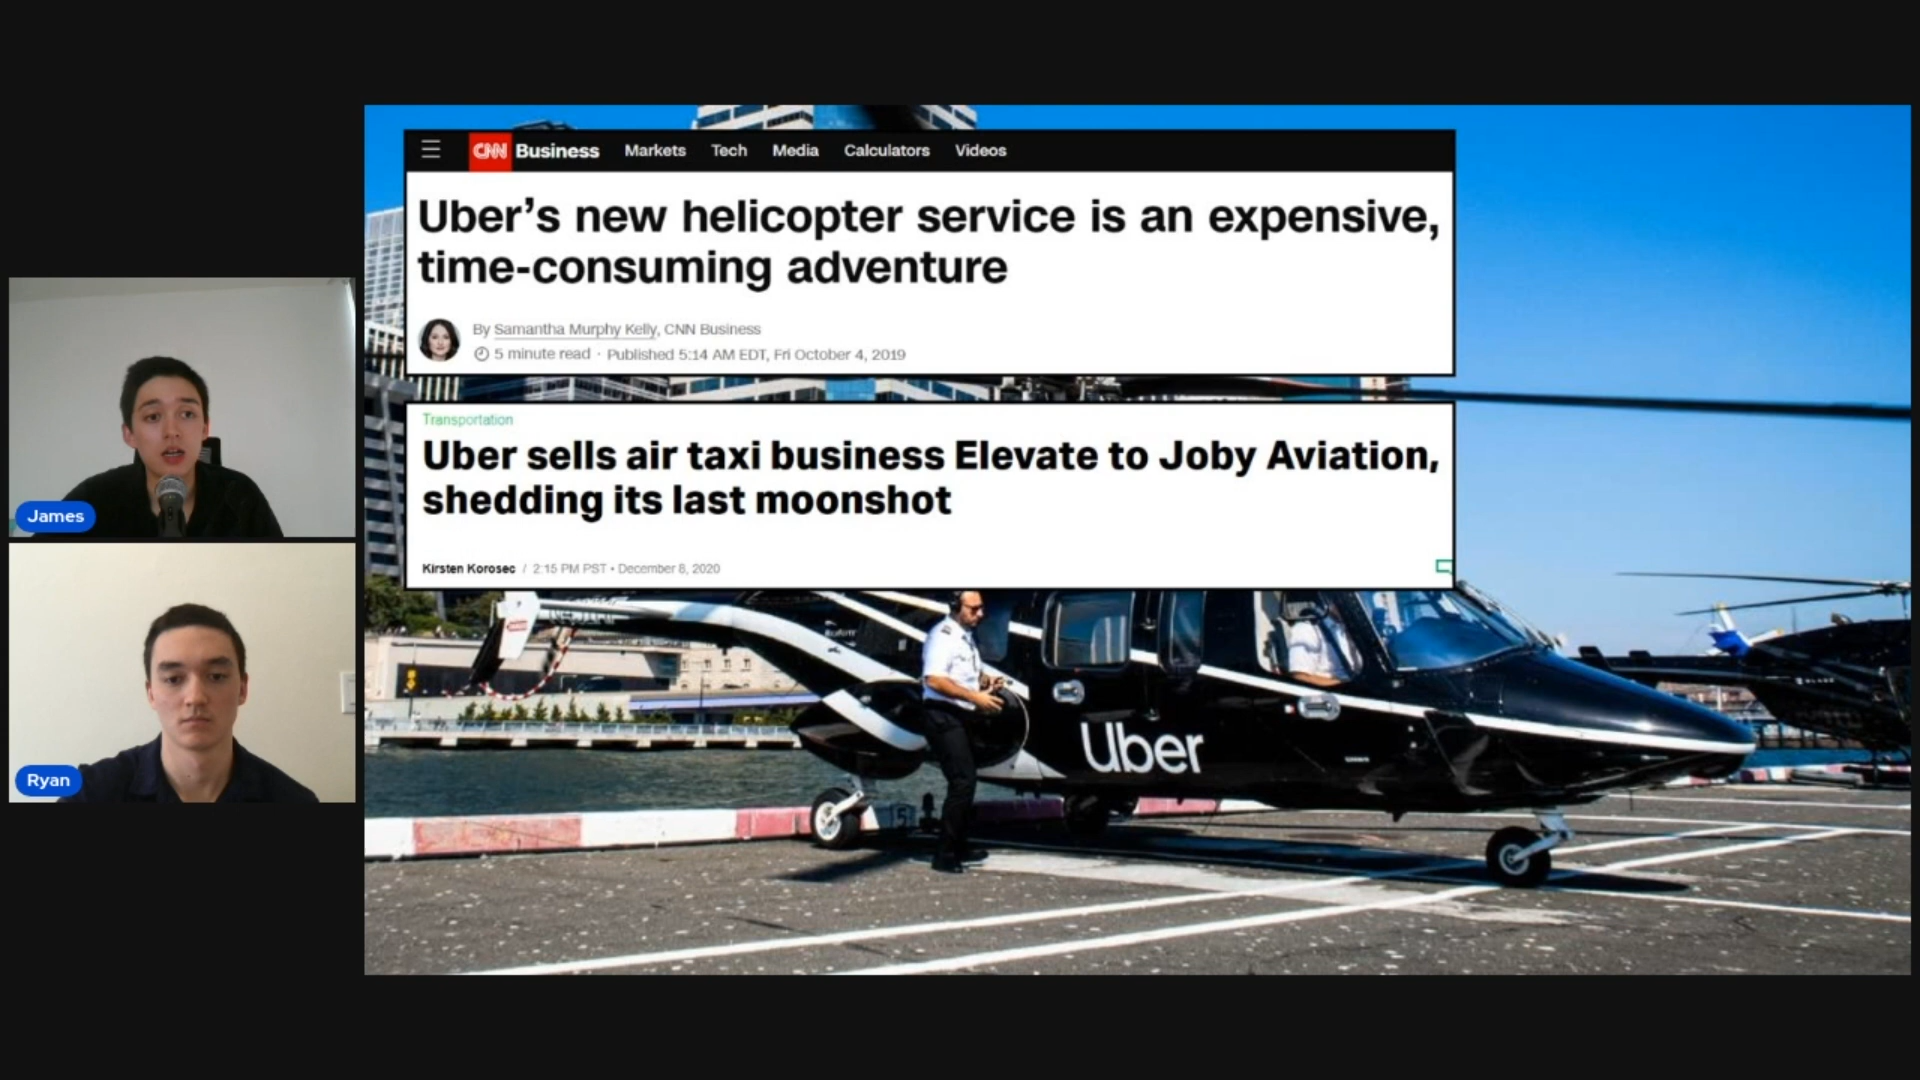 CNN Business Markets Tech Media Calculators Videos
Uber's new helicopter service is an expensive,
time-consuming adventure
By Samantha Murphy Kelly, CNN Business
5 minute read · Published 5:14 AM EDT, Fri October 4, 2019
Transportation
Uber sells air taxi business Elevate to Joby Aviation,
shedding its last moonshot
Kirsten Korosec / 2:15 PM PST • December 8, 2020
James
Ryan
Uber
5